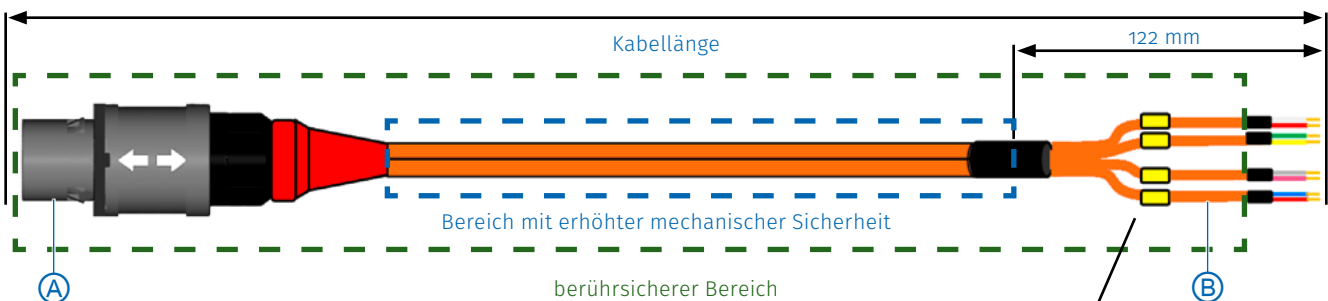 Kabellänge
122 mm
Bereich mit erhöhter mechanischer Sicherheit
A
berührsicherer Bereich
B